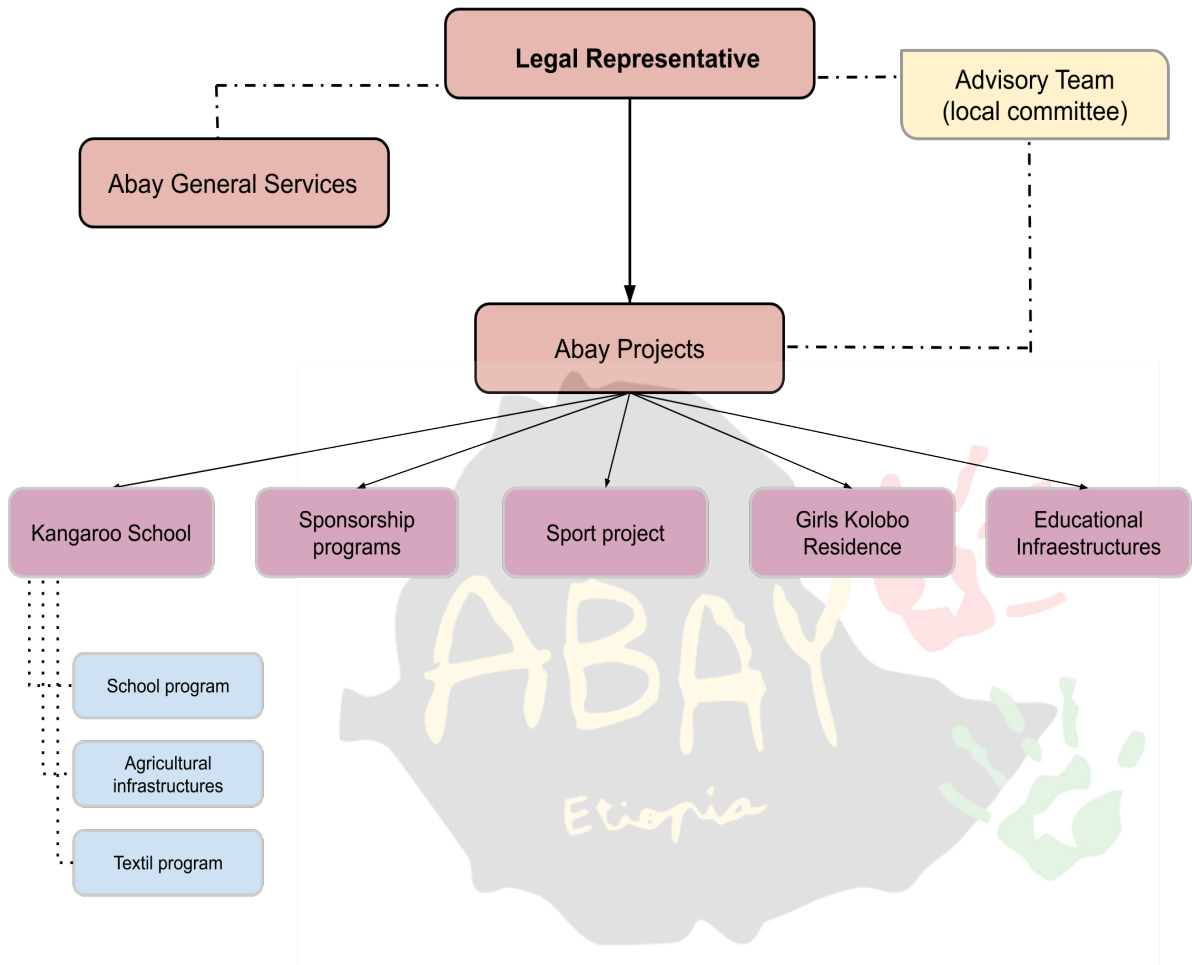 Legal Representative
Advisory Team
(local committee)
Abay General Services
Abay Projects
Kangaroo School
Sponsorship
programs
Sport project
Girls Kolobo
Residence
Educational
Infraestructures
School program
Agricultural
infrastructures
Textil program
ABAY
Etiopia